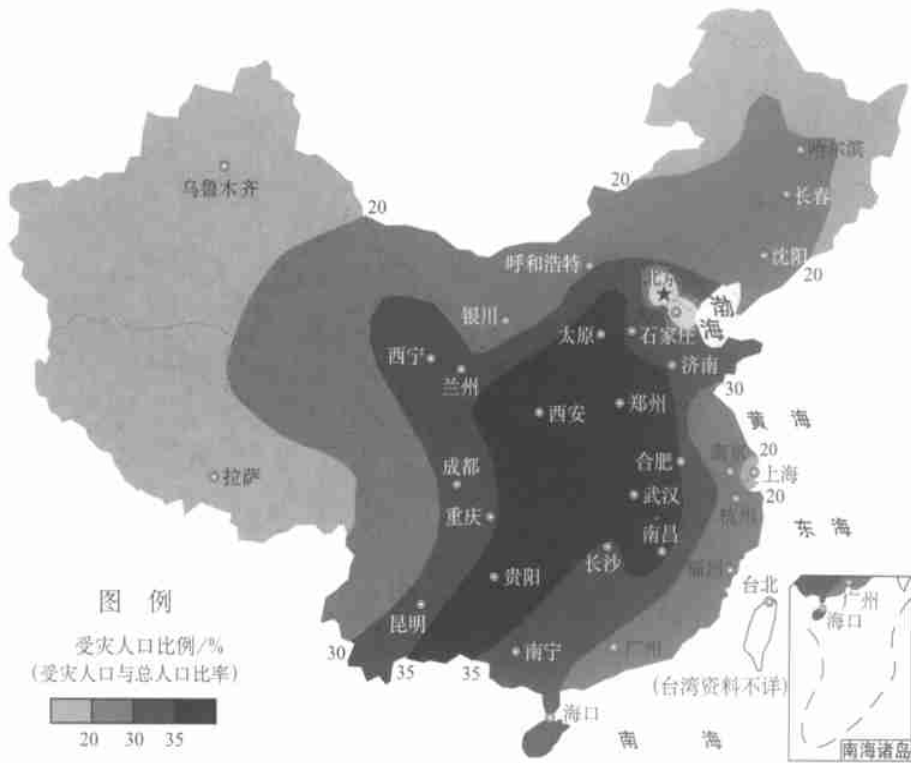 哈尔滨
乌鲁木齐
长春
20
20
沈阳
呼和浩特
北京
20
渤
海
银川
太原
石家庄
西宁
济南
兰州
30
郑州
西安
黄 海
成都
合肥
南京
20
上海
拉萨
武汉
20
重庆
杭州
南昌
东 海
长沙
贵阳
福州
台北
图 例
昆明
广州
海口
受灾人口比例/%
(受灾人口与总人口比率)
30
35
35
南宁
广州
(台湾资料不详)
海口
20 30 35
南 海
南海诸岛